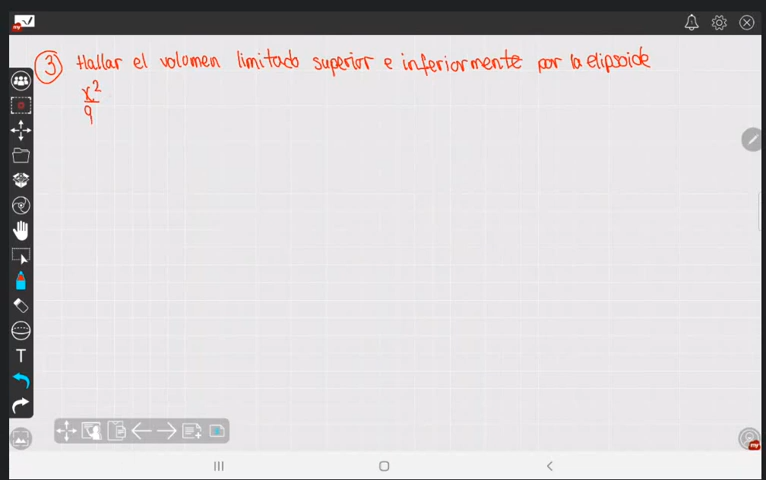 3 Hallar el volumen limitado superior e inferiormente por la elipsoide
x²
9
T